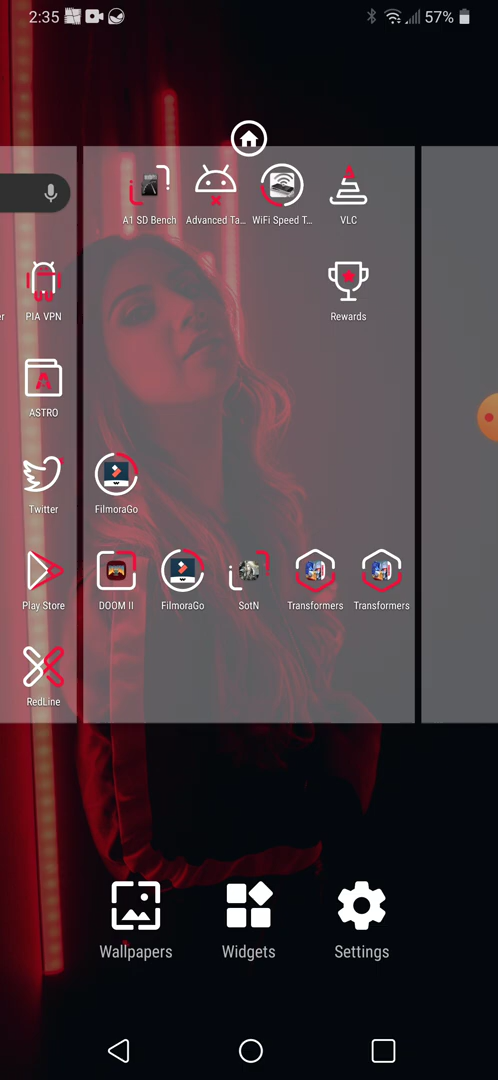 2:35
57%
A1 SD Bench
Advanced Ta...
WiFi Speed T...
VLC
er
PIA VPN
Rewards
ASTRO
Twitter
FilmoraGo
Play Store
DOOM II
FilmoraGo
SotN
Transformers
Transformers
RedLine
Wallpapers
Widgets
Settings